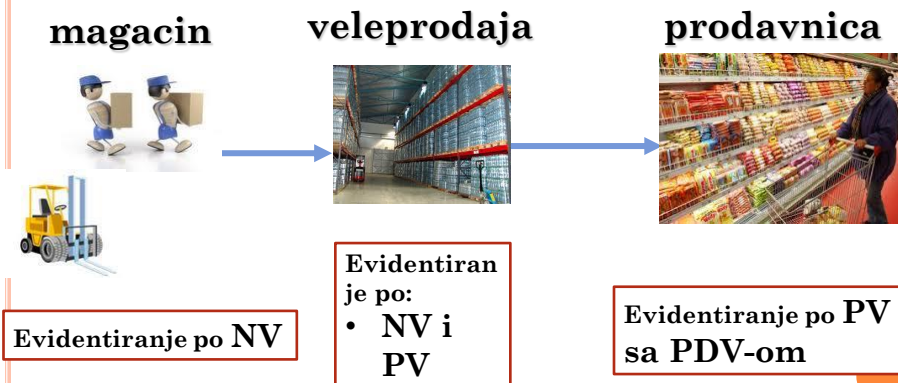 magacin
veleprodaja
prodavnica
Evidentiranje po NV
Evidentiran
je po:
• NV i
PV
Evidentiranje po PV
sa PDV-om